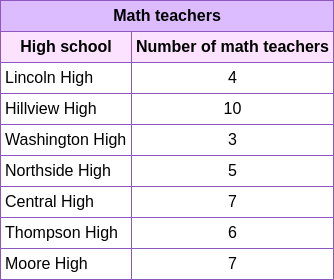 Math teachers
High school Number of math teachers
Lincoln High 4
Hillview High 10
Washington High 3
Northside High 5
Central High 7
Thompson High 6
Moore High 7